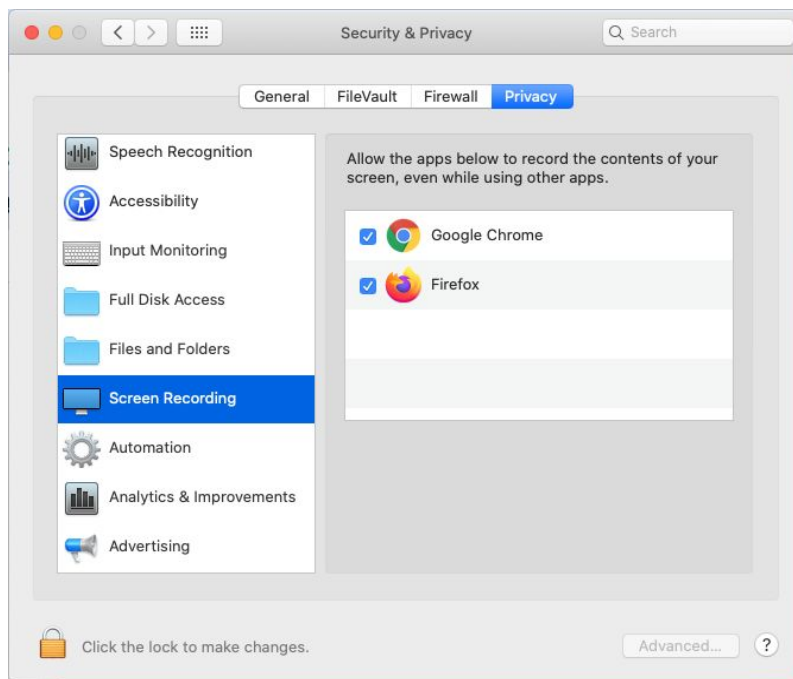 Security & Privacy
Search
General
FileVault
Firewall
Privacy
Speech Recognition
Accessibility
Input Monitoring
Full Disk Access
Files and Folders
Screen Recording
Automation
Analytics & Improvements
Advertising
Allow the apps below to record the contents of your
screen, even while using other apps.
Google Chrome
Firefox
Click the lock to make changes.
Advanced...
?